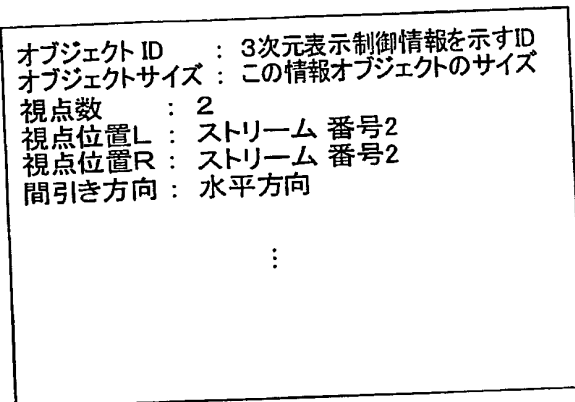 オブジェクト ID : 3次元表示制御情報を示すID
オブジェクトサイズ : この情報オブジェクトのサイズ
視点数 : 2
視点位置L : ストリーム 番号2
視点位置R : ストリーム 番号2
間引き方向 : 水平方向
⋮